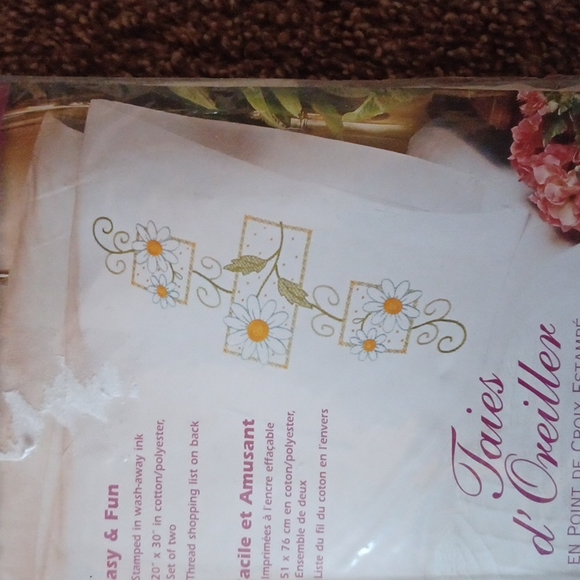 asy & Fun
Stamped in wash-away ink
20" x 30" in cotton/polyester,
Set of two
Thread shopping list on back
acile et Amusant
Imprimées à l'encre effaçable
51 x 76 cm en coton/polyester,
Ensemble de deux
Liste du fil du coton en l'envers
Taies
d'Oreiller
EN POINT DE CROIX ESTAMPÉ